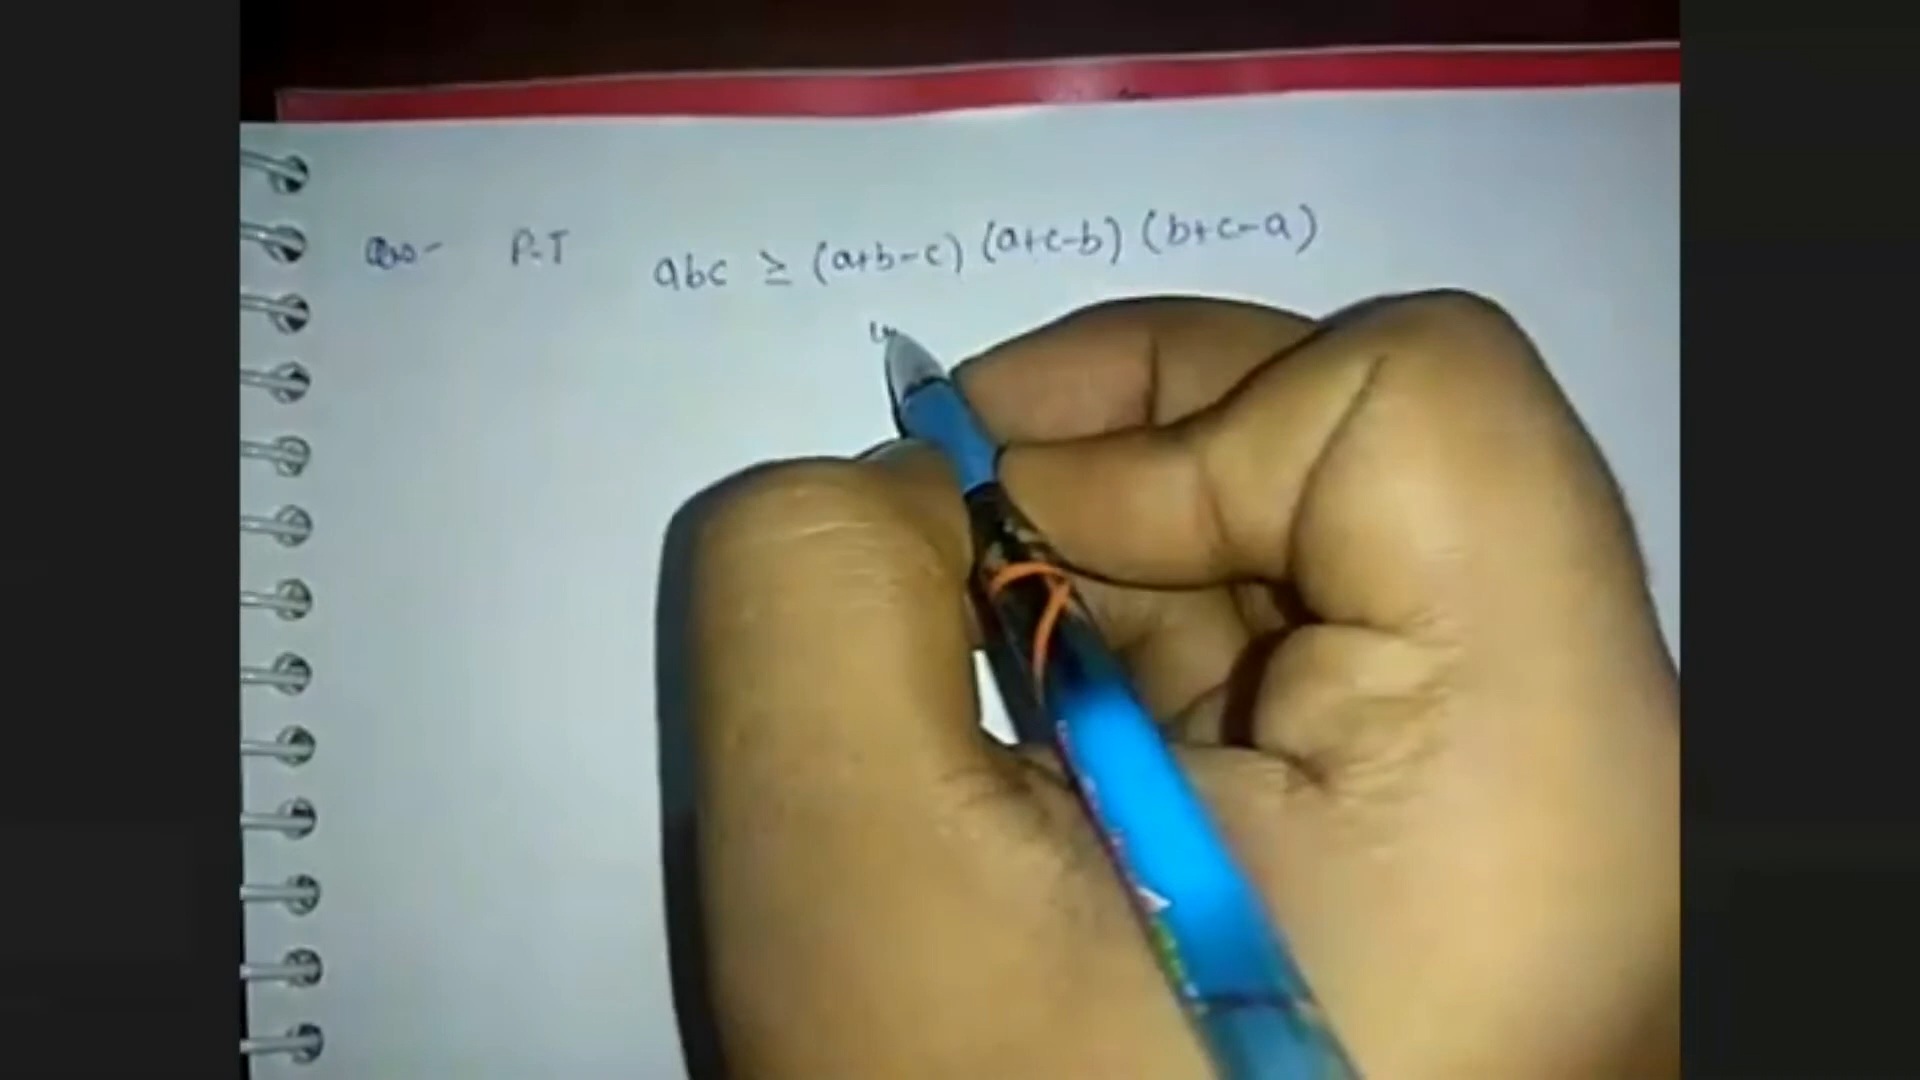 Qus- P.T abc ≥ (a+b-c) (a+c-b) (b+c-a)